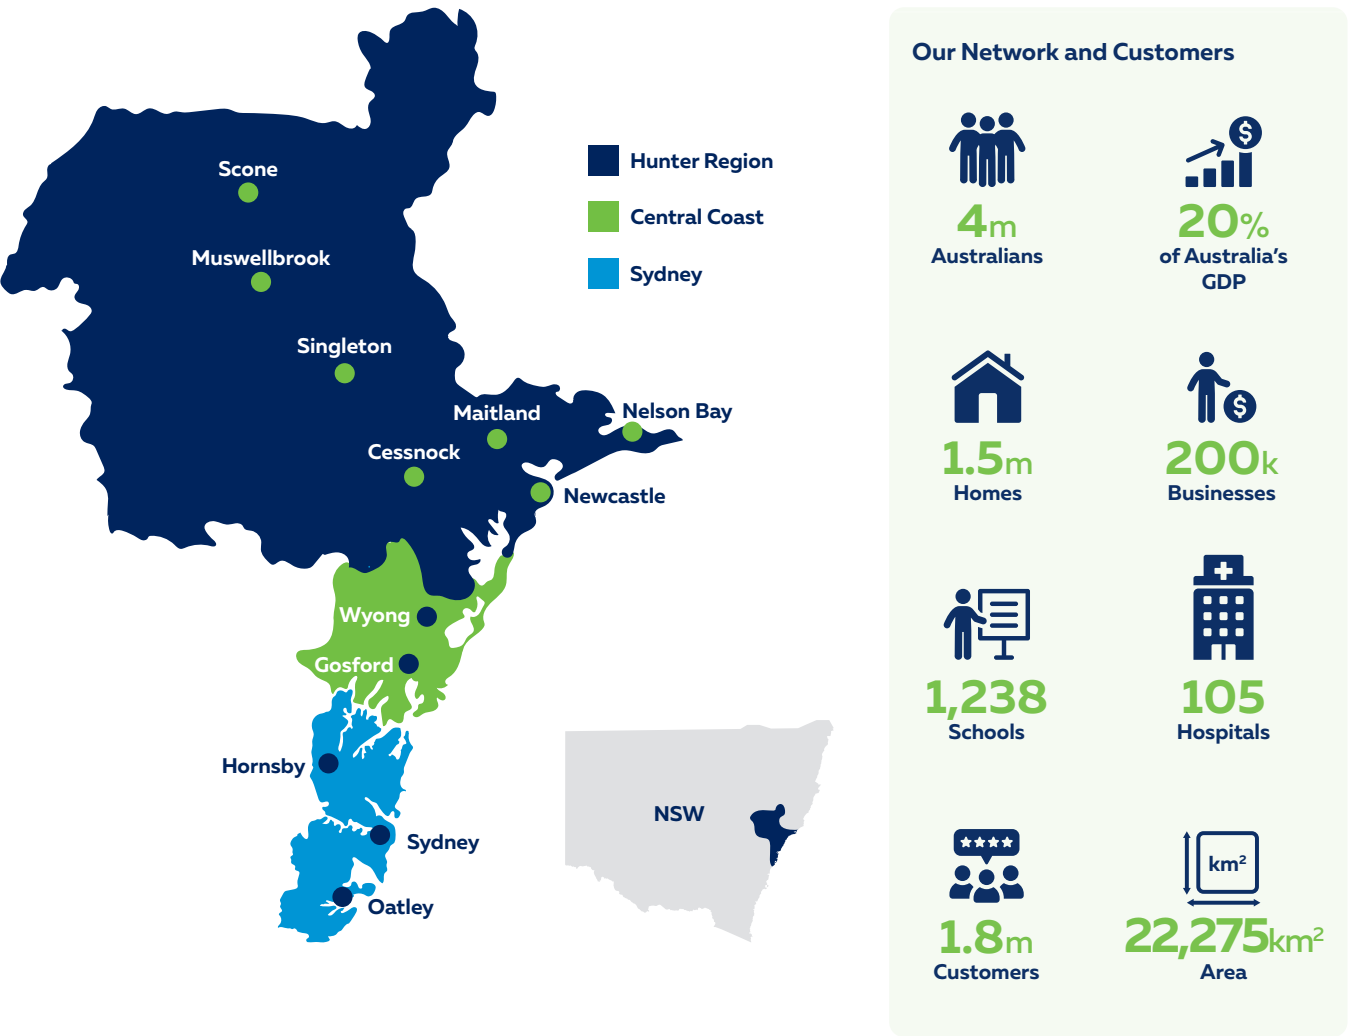 Scone
Muswellbrook
Singleton
Maitland
Nelson Bay
Cessnock
Newcastle
Wyong
Gosford
Hornsby
Sydney
Oatley
Hunter Region
Central Coast
Sydney
NSW
Our Network and Customers
4m
Australians
$
20%
of Australia's
GDP
1.5m
Homes
$
200k
Businesses
1,238
Schools
105
Hospitals
1.8m
Customers
km²
22,275km²
Area